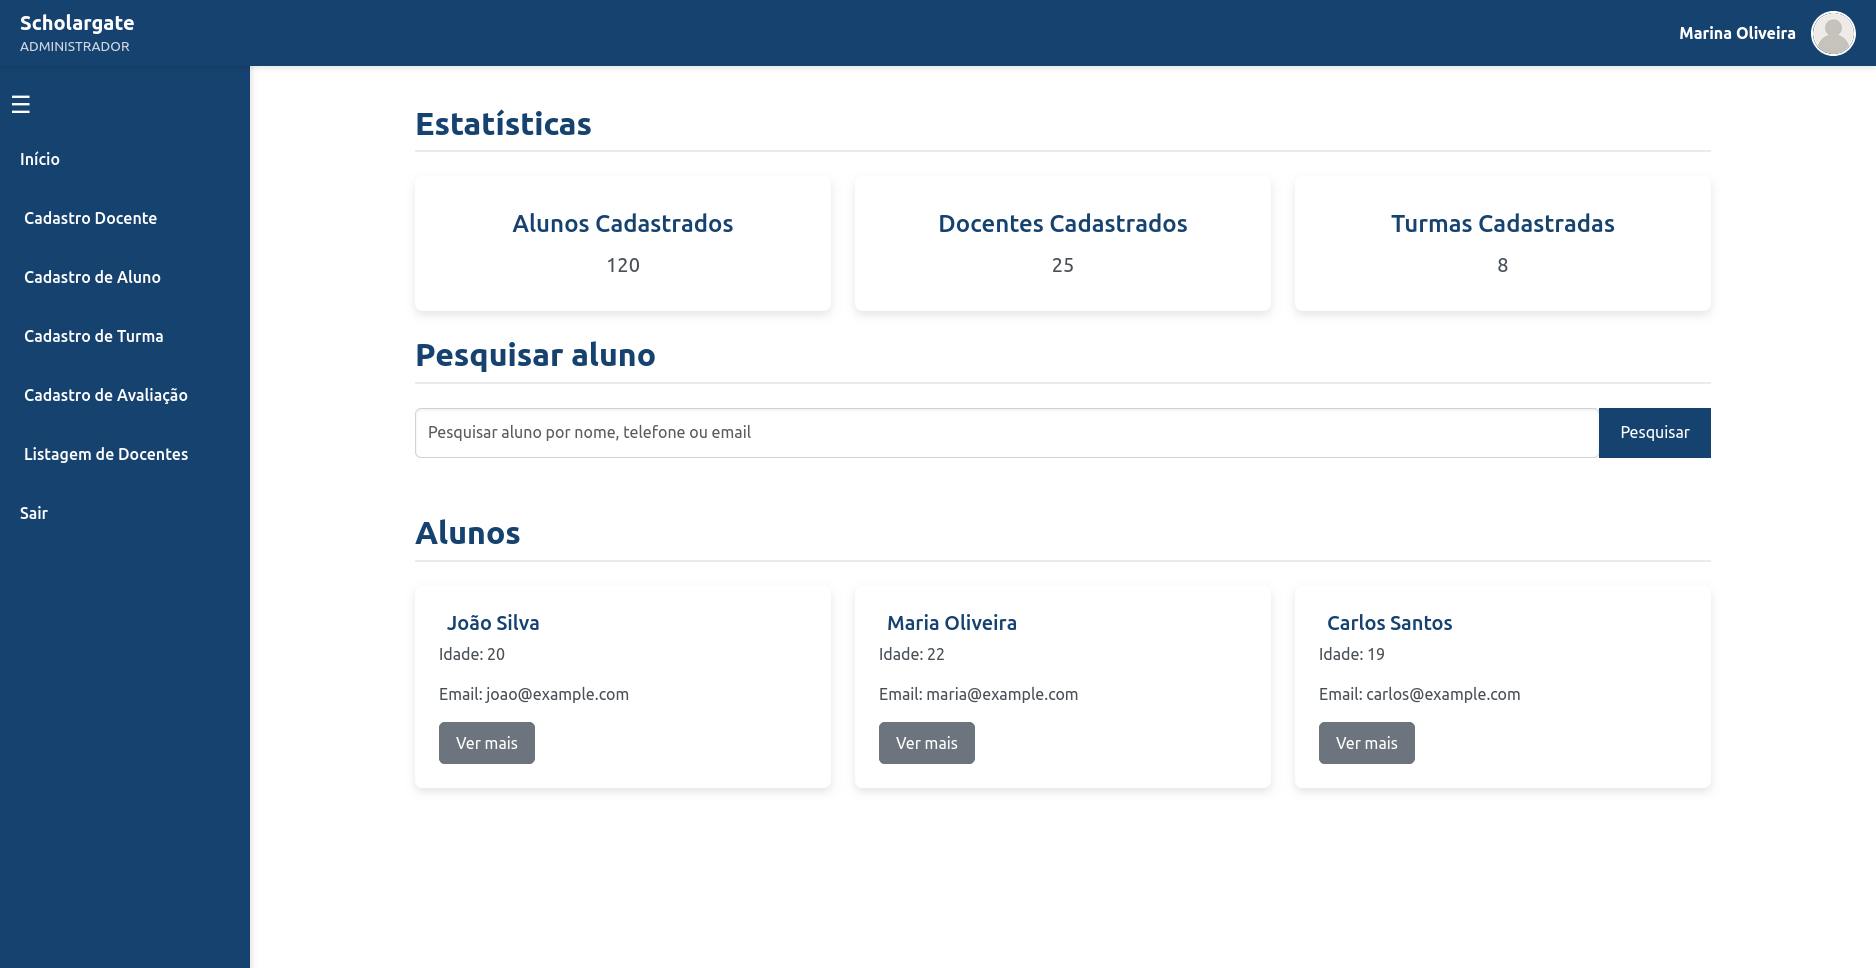 Scholargate
ADMINISTRADOR
Marina Oliveira
☰
Início
Cadastro Docente
Cadastro de Aluno
Cadastro de Turma
Cadastro de Avaliação
Listagem de Docentes
Sair
Estatísticas
Alunos Cadastrados
120
Docentes Cadastrados
25
Turmas Cadastradas
8
Pesquisar aluno
Pesquisar aluno por nome, telefone ou email
Pesquisar
Alunos
João Silva
Idade: 20
Email: joao@example.com
Ver mais
Maria Oliveira
Idade: 22
Email: maria@example.com
Ver mais
Carlos Santos
Idade: 19
Email: carlos@example.com
Ver mais